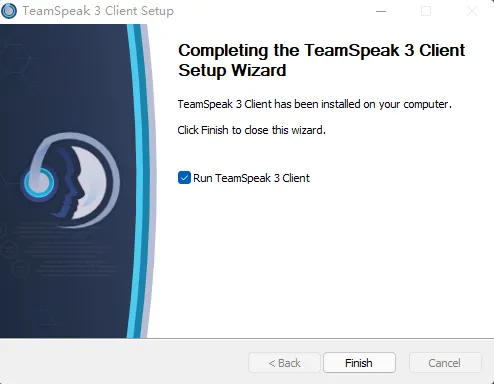 TeamSpeak 3 Client Setup
Completing the TeamSpeak 3 Client
Setup Wizard
TeamSpeak 3 Client has been installed on your computer.
Click Finish to close this wizard.
Run TeamSpeak 3 Client
< Back
Finish
Cancel